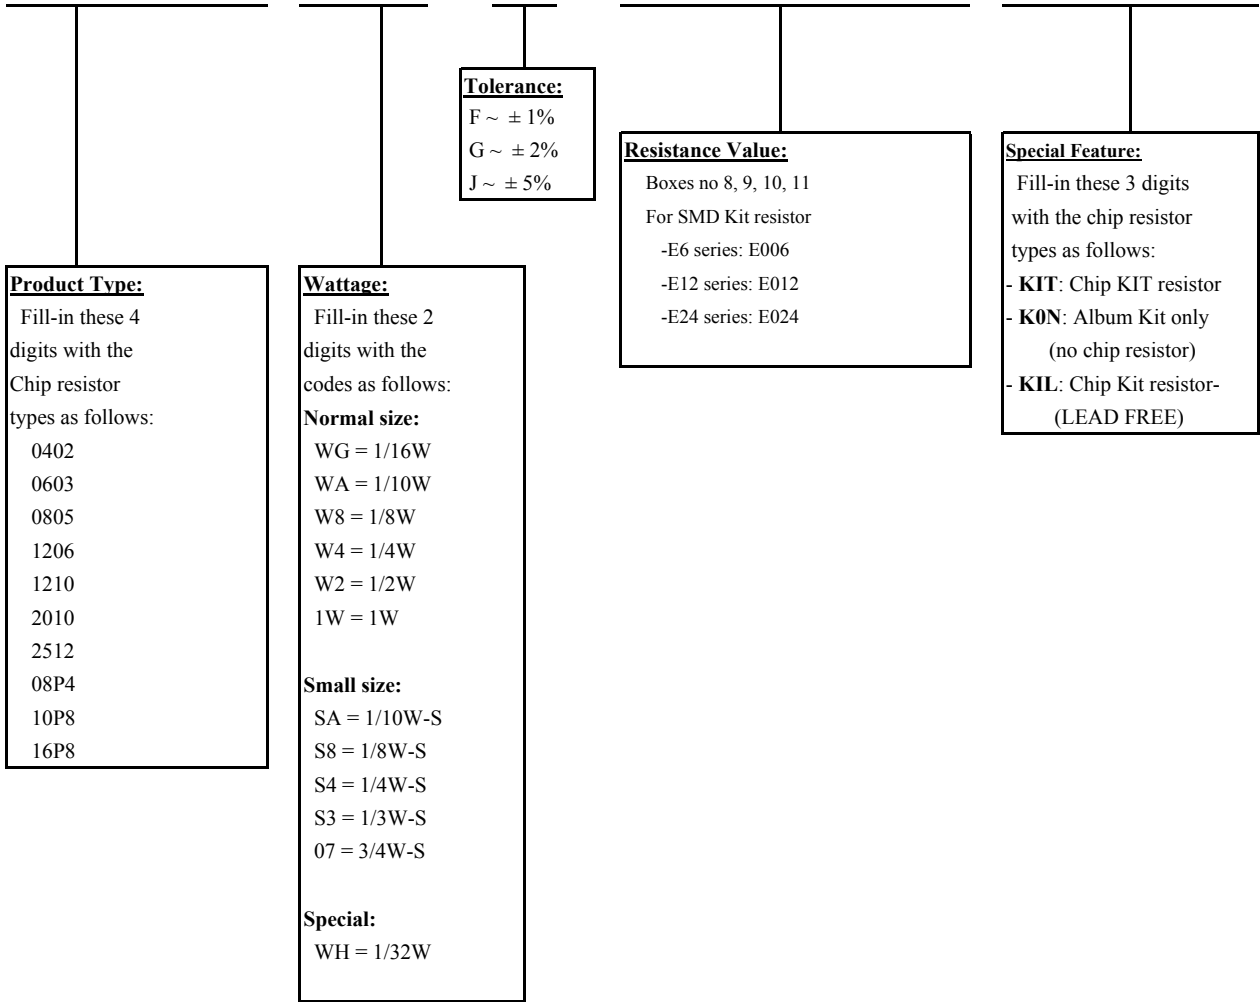 Tolerance:
F ~ ± 1%
G ~ ± 2%
J ~ ± 5%
Resistance Value:
Boxes no 8, 9, 10, 11
For SMD Kit resistor
-E6 series: E006
-E12 series: E012
-E24 series: E024
Special Feature:
Fill-in these 3 digits
with the chip resistor
types as follows:
- KIT: Chip KIT resistor
- K0N: Album Kit only
(no chip resistor)
- KIL: Chip Kit resistor-
(LEAD FREE)
Product Type:
Fill-in these 4
digits with the
Chip resistor
types as follows:
0402
0603
0805
1206
1210
2010
2512
08P4
10P8
16P8
Wattage:
Fill-in these 2
digits with the
codes as follows:
Normal size:
WG = 1/16W
WA = 1/10W
W8 = 1/8W
W4 = 1/4W
W2 = 1/2W
1W = 1W
Small size:
SA = 1/10W-S
S8 = 1/8W-S
S4 = 1/4W-S
S3 = 1/3W-S
07 = 3/4W-S
Special:
WH = 1/32W